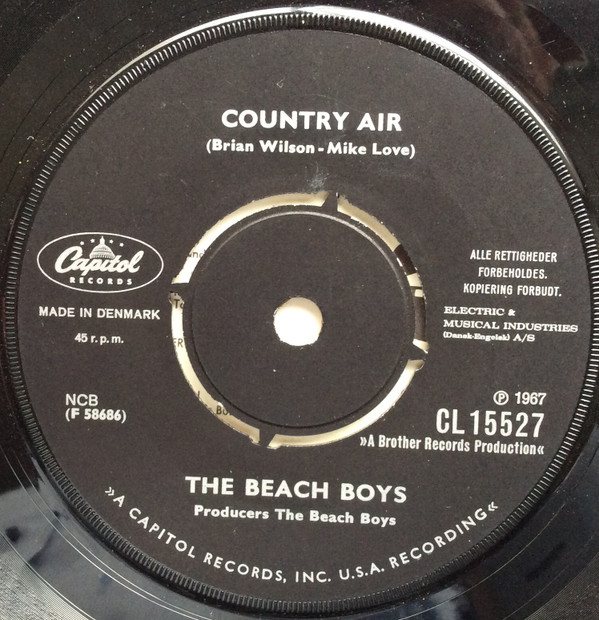 COUNTRY AIR
(Brian Wilson - Mike Love)
Capitol
RECORDS
MADE IN DENMARK
45 r. p. m.
NCB
(F 58686)
ALLE RETTIGHEDER
FORBEHOLDES.
KOPIERING FORBUDT.
ELECTRIC &
MUSICAL INDUSTRIES
(Dansk-Engelsk) A/S
℗ 1967
CL 15527
»A Brother Records Production«
THE BEACH BOYS
Producers The Beach Boys
»A CAPITOL RECORDS, INC. U.S.A. RECORDING«